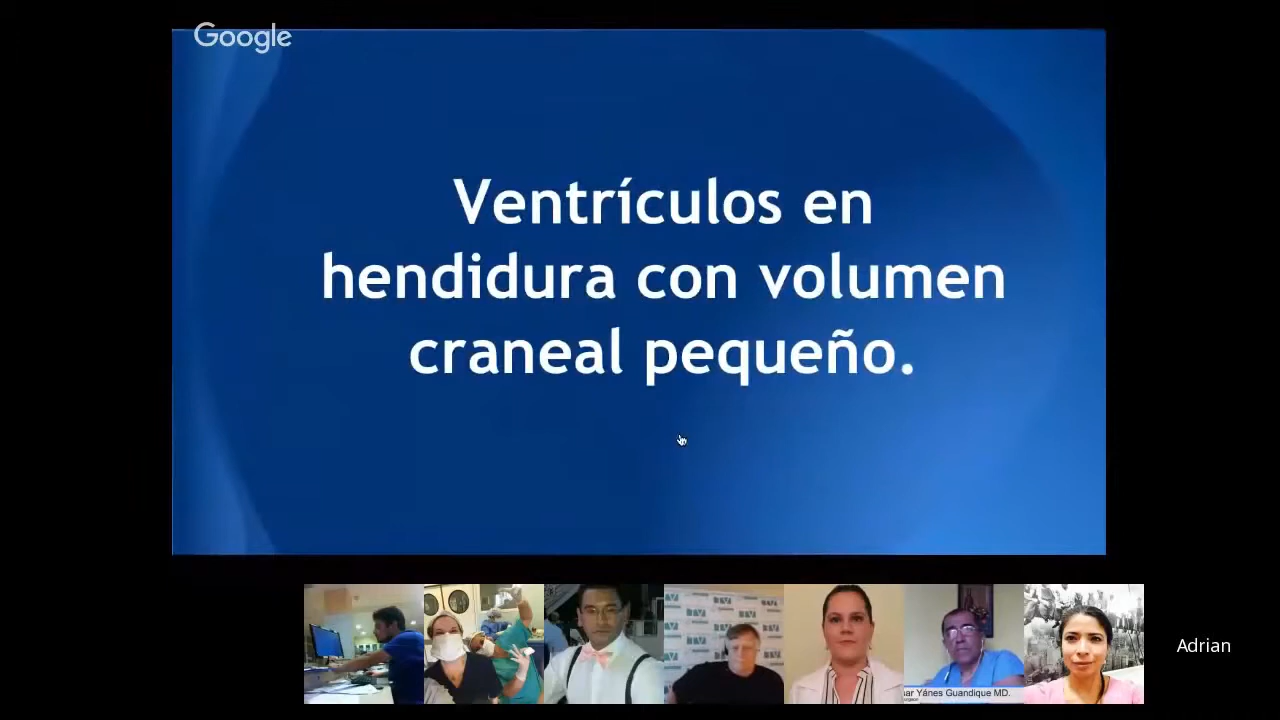 Google
Ventrículos en
hendidura con volumen
craneal pequeño.
Yánes Guandique MD.
Adrian